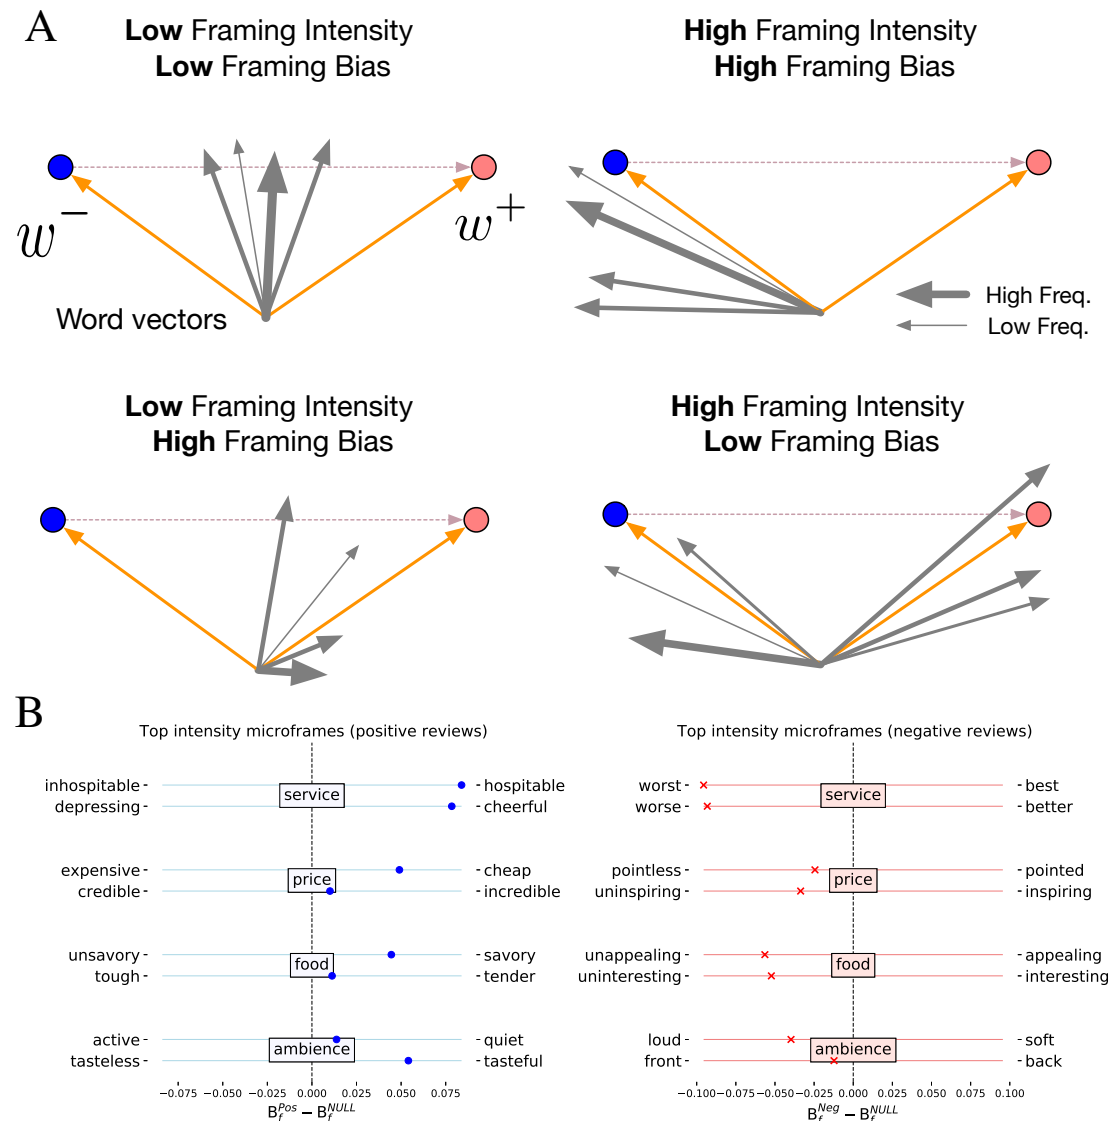 A
Low Framing Intensity
Low Framing Bias
High Framing Intensity
High Framing Bias
w−
w+
Word vectors
High Freq.
Low Freq.
Low Framing Intensity
High Framing Bias
High Framing Intensity
Low Framing Bias
B
Top intensity microframes (positive reviews)
inhospitable
hospitable
service
depressing
cheerful
expensive
cheap
price
credible
incredible
unsavory
savory
food
tough
tender
active
quiet
ambience
tasteless
tasteful
−0.075 −0.050 −0.025 0.000 0.025 0.050 0.075
B_f^Pos − B_f^NULL
Top intensity microframes (negative reviews)
worst
best
service
worse
better
pointless
pointed
price
uninspiring
inspiring
unappealing
appealing
food
uninteresting
interesting
loud
soft
ambience
front
back
−0.100 −0.075 −0.050 −0.025 0.000 0.025 0.050 0.075 0.100
B_f^Neg − B_f^NULL